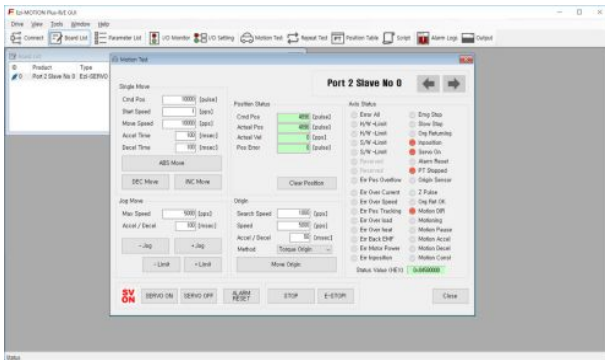 Ezi-MOTION Plus-R/E GUI
Drive View Tools Window Help
Connect Board List Parameter List I/O Monitor I/O Setting Motion Test Repeat Test PT Position Table Script Alarm Logs Output
Board List
ID Product Type
0 Port 2 Slave No 0 Ezi-SERVO
Motion Test
Port 2 Slave No 0
Single Move
Cmd Pos 10000 [pulse]
Start Speed 1 [pps]
Move Speed 10000 [pps]
Accel Time 100 [msec]
Decel Time 100 [msec]
ABS Move
DEC Move INC Move
Position Status
Cmd Pos [pulse]
Actual Pos [pulse]
Actual Vel 0 [pps]
Pos Error 0 [pulse]
Clear Position
Axis Status
Error All Emg Stop
H/W +Limit Slow Stop
H/W -Limit Org Returning
S/W +Limit Inposition
S/W -Limit Servo On
Reserved Alarm Reset
Reserved PT Stopped
Err Pos Overflow Origin Sensor
Err Over Current Z Pulse
Err Over Speed Org Ret OK
Err Pos Tracking Motion DIR
Err Over load Motioning
Err Over heat Motion Pause
Err Back EMF Motion Accel
Err Motor Power Motion Decel
Err Inposition Motion Const
Status Value (HEX)
Jog Move
Max Speed 5000 [pps]
Accel / Decel 100 [msec]
- Jog + Jog
- Limit + Limit
Origin
Search Speed 1000 [pps]
Speed 5000 [pps]
Accel / Decel 50 [msec]
Method Torque Origin
Move Origin
SV ON SERVO ON SERVO OFF ALARM RESET STOP E-STOP! Close
Status